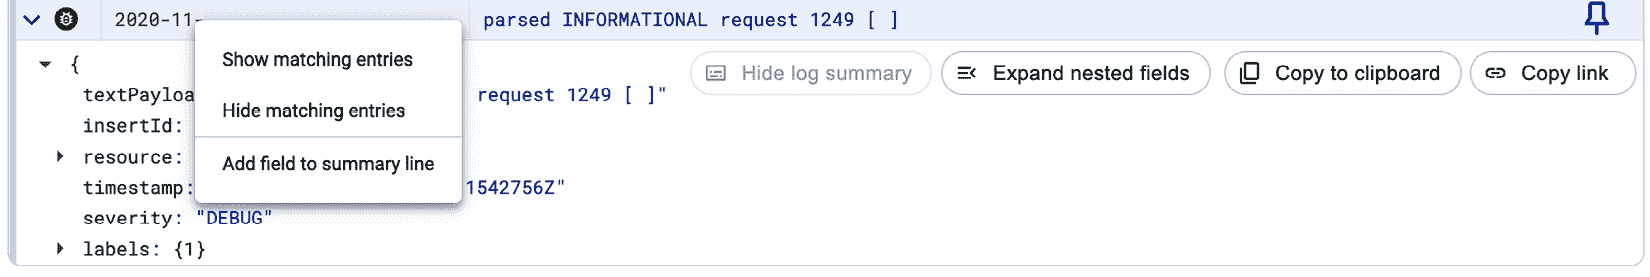 2020-11- parsed INFORMATIONAL request 1249 [ ]
{
Hide log summary Expand nested fields Copy to clipboard Copy link
Show matching entries
textPayloa request 1249 [ ]"
Hide matching entries
insertId:
resource:
Add field to summary line
timestamp: 1542756Z"
severity: "DEBUG"
labels: {1}